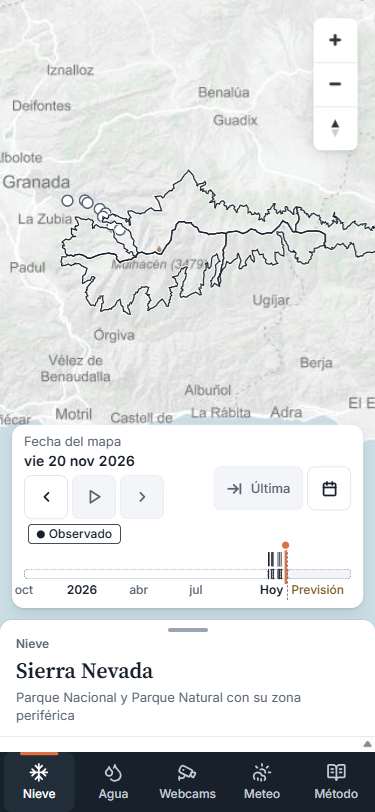 Iznalloz
Benalúa
Deifontes
Guadix
lbolote
Granada
La Zubia
Padul
Mulhacén (3479)
Ugíjar
Órgiva
Vélez de
Benaudalla
Berja
Albuñol
Motril
Castell de
La Rábita
Adra
El E
ñécar
Fecha del mapa
vie 20 nov 2026
Última
Observado
oct
2026
abr
jul
Hoy
Previsión
Nieve
Sierra Nevada
Parque Nacional y Parque Natural con su zona
periférica
Nieve
Agua
Webcams
Meteo
Método